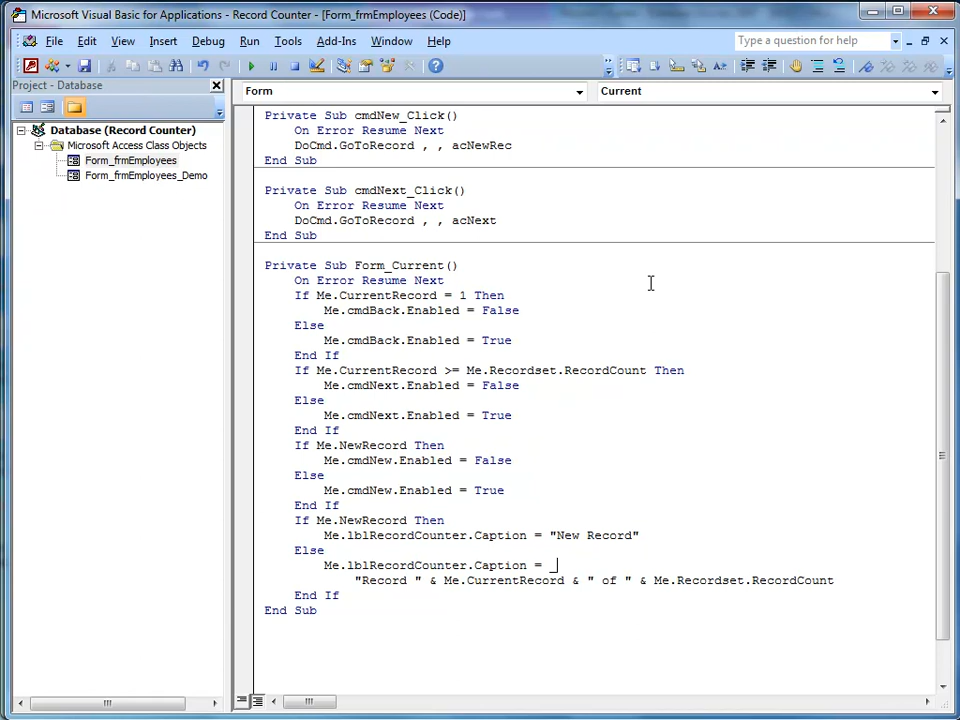 Microsoft Visual Basic for Applications - Record Counter - [Form_frmEmployees (Code)]
File Edit View Insert Debug Run Tools Add-Ins Window Help
Type a question for help
Project - Database
Form
Current
Database (Record Counter)
Microsoft Access Class Objects
Form_frmEmployees
Form_frmEmployees_Demo
Private Sub cmdNew_Click()
On Error Resume Next
DoCmd.GoToRecord , , acNewRec
End Sub
Private Sub cmdNext_Click()
On Error Resume Next
DoCmd.GoToRecord , , acNext
End Sub
Private Sub Form_Current()
On Error Resume Next
If Me.CurrentRecord = 1 Then
Me.cmdBack.Enabled = False
Else
Me.cmdBack.Enabled = True
End If
If Me.CurrentRecord >= Me.Recordset.RecordCount Then
Me.cmdNext.Enabled = False
Else
Me.cmdNext.Enabled = True
End If
If Me.NewRecord Then
Me.cmdNew.Enabled = False
Else
Me.cmdNew.Enabled = True
End If
If Me.NewRecord Then
Me.lblRecordCounter.Caption = "New Record"
Else
Me.lblRecordCounter.Caption = _
"Record " & Me.CurrentRecord & " of " & Me.Recordset.RecordCount
End If
End Sub